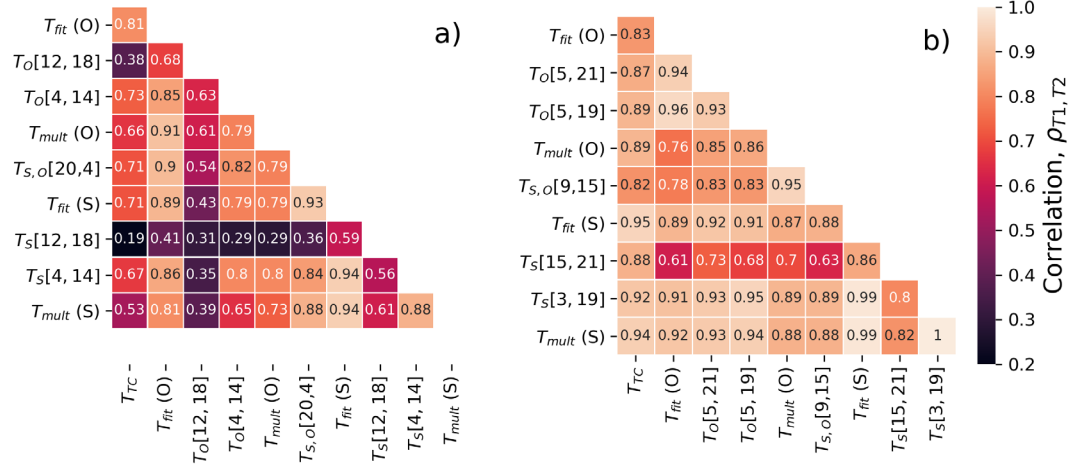 a)
T_fit (O) 0.81
T_O[12, 18] 0.38 0.68
T_O[4, 14] 0.73 0.85 0.63
T_mult (O) 0.66 0.91 0.61 0.79
T_S,o[20,4] 0.71 0.9 0.54 0.82 0.79
T_fit (S) 0.71 0.89 0.43 0.79 0.79 0.93
T_S[12, 18] 0.19 0.41 0.31 0.29 0.29 0.36 0.59
T_S[4, 14] 0.67 0.86 0.35 0.8 0.8 0.84 0.94 0.56
T_mult (S) 0.53 0.81 0.39 0.65 0.73 0.88 0.94 0.61 0.88
T_TC
T_fit (O)
T_O[12, 18]
T_O[4, 14]
T_mult (O)
T_S,o[20,4]
T_fit (S)
T_S[12, 18]
T_S[4, 14]
T_mult (S)
b)
T_fit (O) 0.83
T_O[5, 21] 0.87 0.94
T_O[5, 19] 0.89 0.96 0.93
T_mult (O) 0.89 0.76 0.85 0.86
T_S,o[9,15] 0.82 0.78 0.83 0.83 0.95
T_fit (S) 0.95 0.89 0.92 0.91 0.87 0.88
T_S[15, 21] 0.88 0.61 0.73 0.68 0.7 0.63 0.86
T_S[3, 19] 0.92 0.91 0.93 0.95 0.89 0.89 0.99 0.8
T_mult (S) 0.94 0.92 0.93 0.94 0.88 0.88 0.99 0.82 1
T_TC
T_fit (O)
T_O[5, 21]
T_O[5, 19]
T_mult (O)
T_S,o[9,15]
T_fit (S)
T_S[15, 21]
T_S[3, 19]
1.0
0.9
0.8
0.7
0.6
0.5
0.4
0.3
0.2
Correlation, ρ_T1, T2